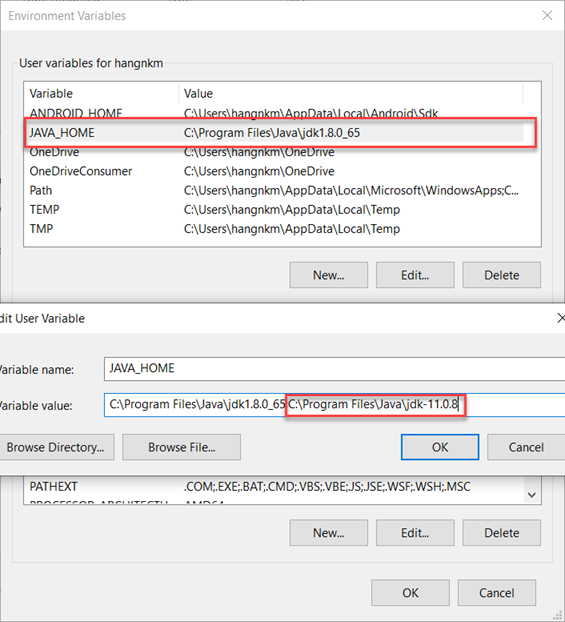 Environment Variables
User variables for hangnkm
Variable Value
ANDROID_HOME C:\Users\hangnkm\AppData\Local\Android\Sdk
JAVA_HOME C:\Program Files\Java\jdk1.8.0_65
OneDrive C:\Users\hangnkm\OneDrive
OneDriveConsumer C:\Users\hangnkm\OneDrive
Path C:\Users\hangnkm\AppData\Local\Microsoft\WindowsApps;C...
TEMP C:\Users\hangnkm\AppData\Local\Temp
TMP C:\Users\hangnkm\AppData\Local\Temp
New... Edit... Delete
dit User Variable
Variable name: JAVA_HOME
Variable value: C:\Program Files\Java\jdk1.8.0_65;C:\Program Files\Java\jdk-11.0.8
Browse Directory... Browse File... OK Cancel
PATHEXT .COM;.EXE;.BAT;.CMD;.VBS;.VBE;.JS;.JSE;.WSF;.WSH;.MSC
PROCESSOR_ARCHITECTU AMD64
New... Edit... Delete
OK Cancel